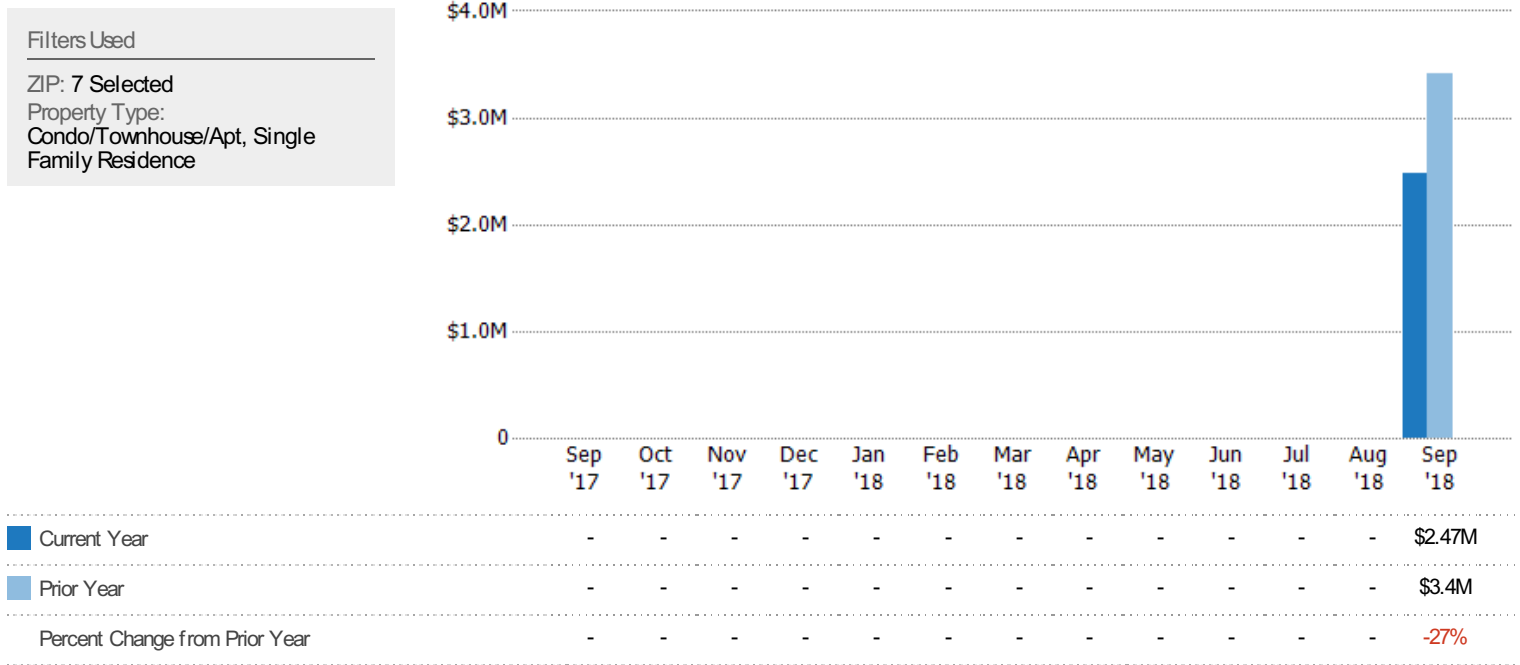 Filters Used
ZIP: 7 Selected
Property Type:
Condo/Townhouse/Apt, Single
Family Residence
$4.0M
$3.0M
$2.0M
$1.0M
0
Sep Oct Nov Dec Jan Feb Mar Apr May Jun Jul Aug Sep
'17 '17 '17 '17 '18 '18 '18 '18 '18 '18 '18 '18 '18
Current Year - - - - - - - - - - - - $2.47M
Prior Year - - - - - - - - - - - - $3.4M
Percent Change from Prior Year - - - - - - - - - - - - -27%